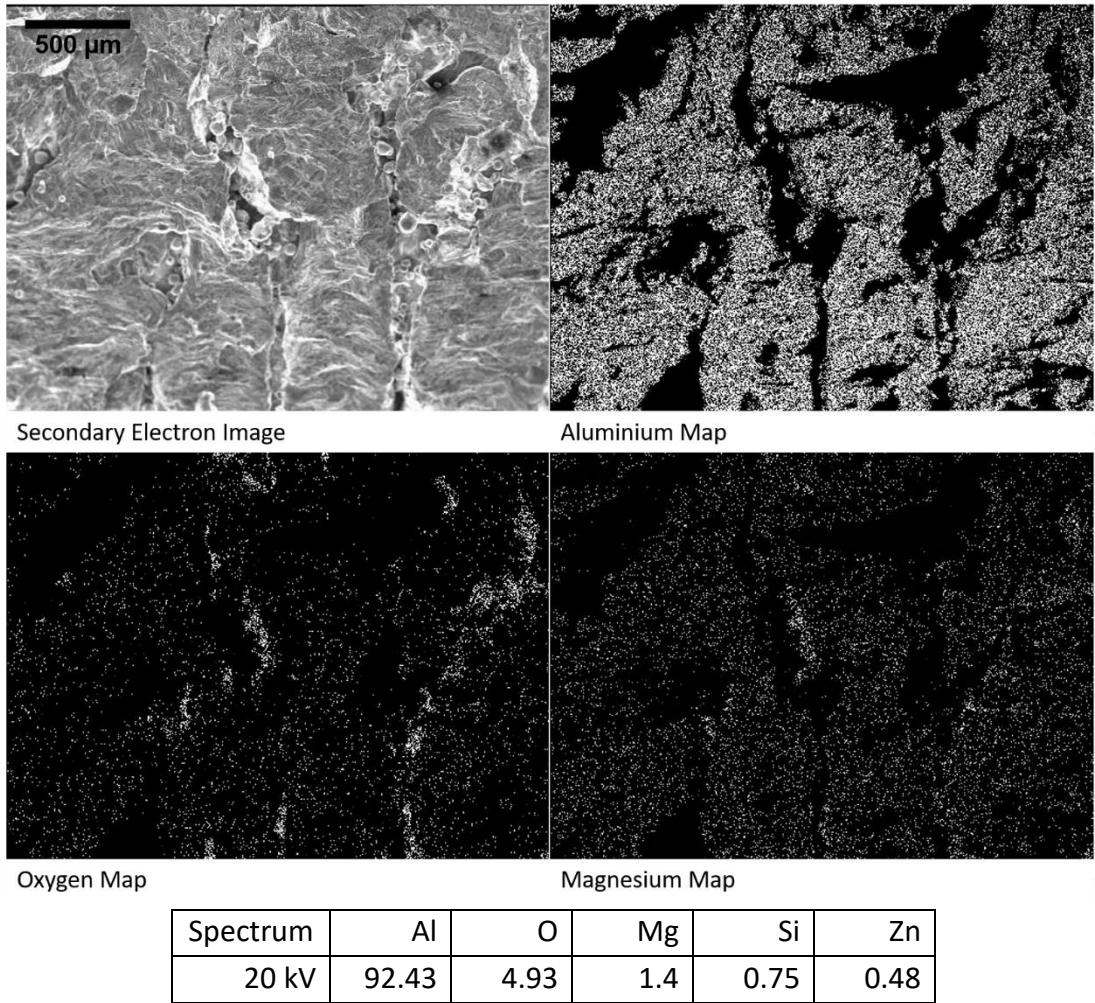 500 µm
Secondary Electron Image
Aluminium Map
Oxygen Map
Magnesium Map
Spectrum Al O Mg Si Zn
20 kV 92.43 4.93 1.4 0.75 0.48